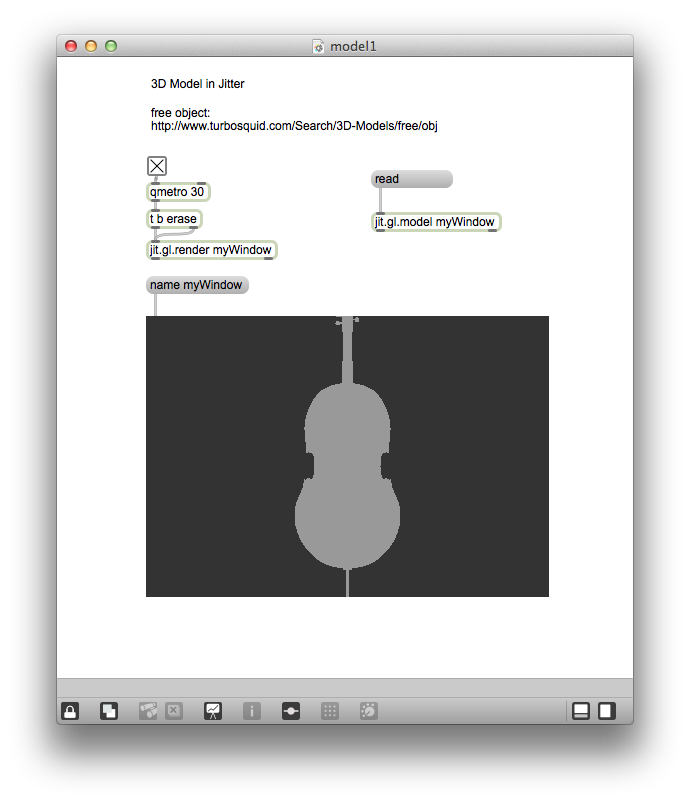 model1
3D Model in Jitter
free object:
http://www.turbosquid.com/Search/3D-Models/free/obj
read
qmetro 30
t b erase
jit.gl.model myWindow
jit.gl.render myWindow
name myWindow